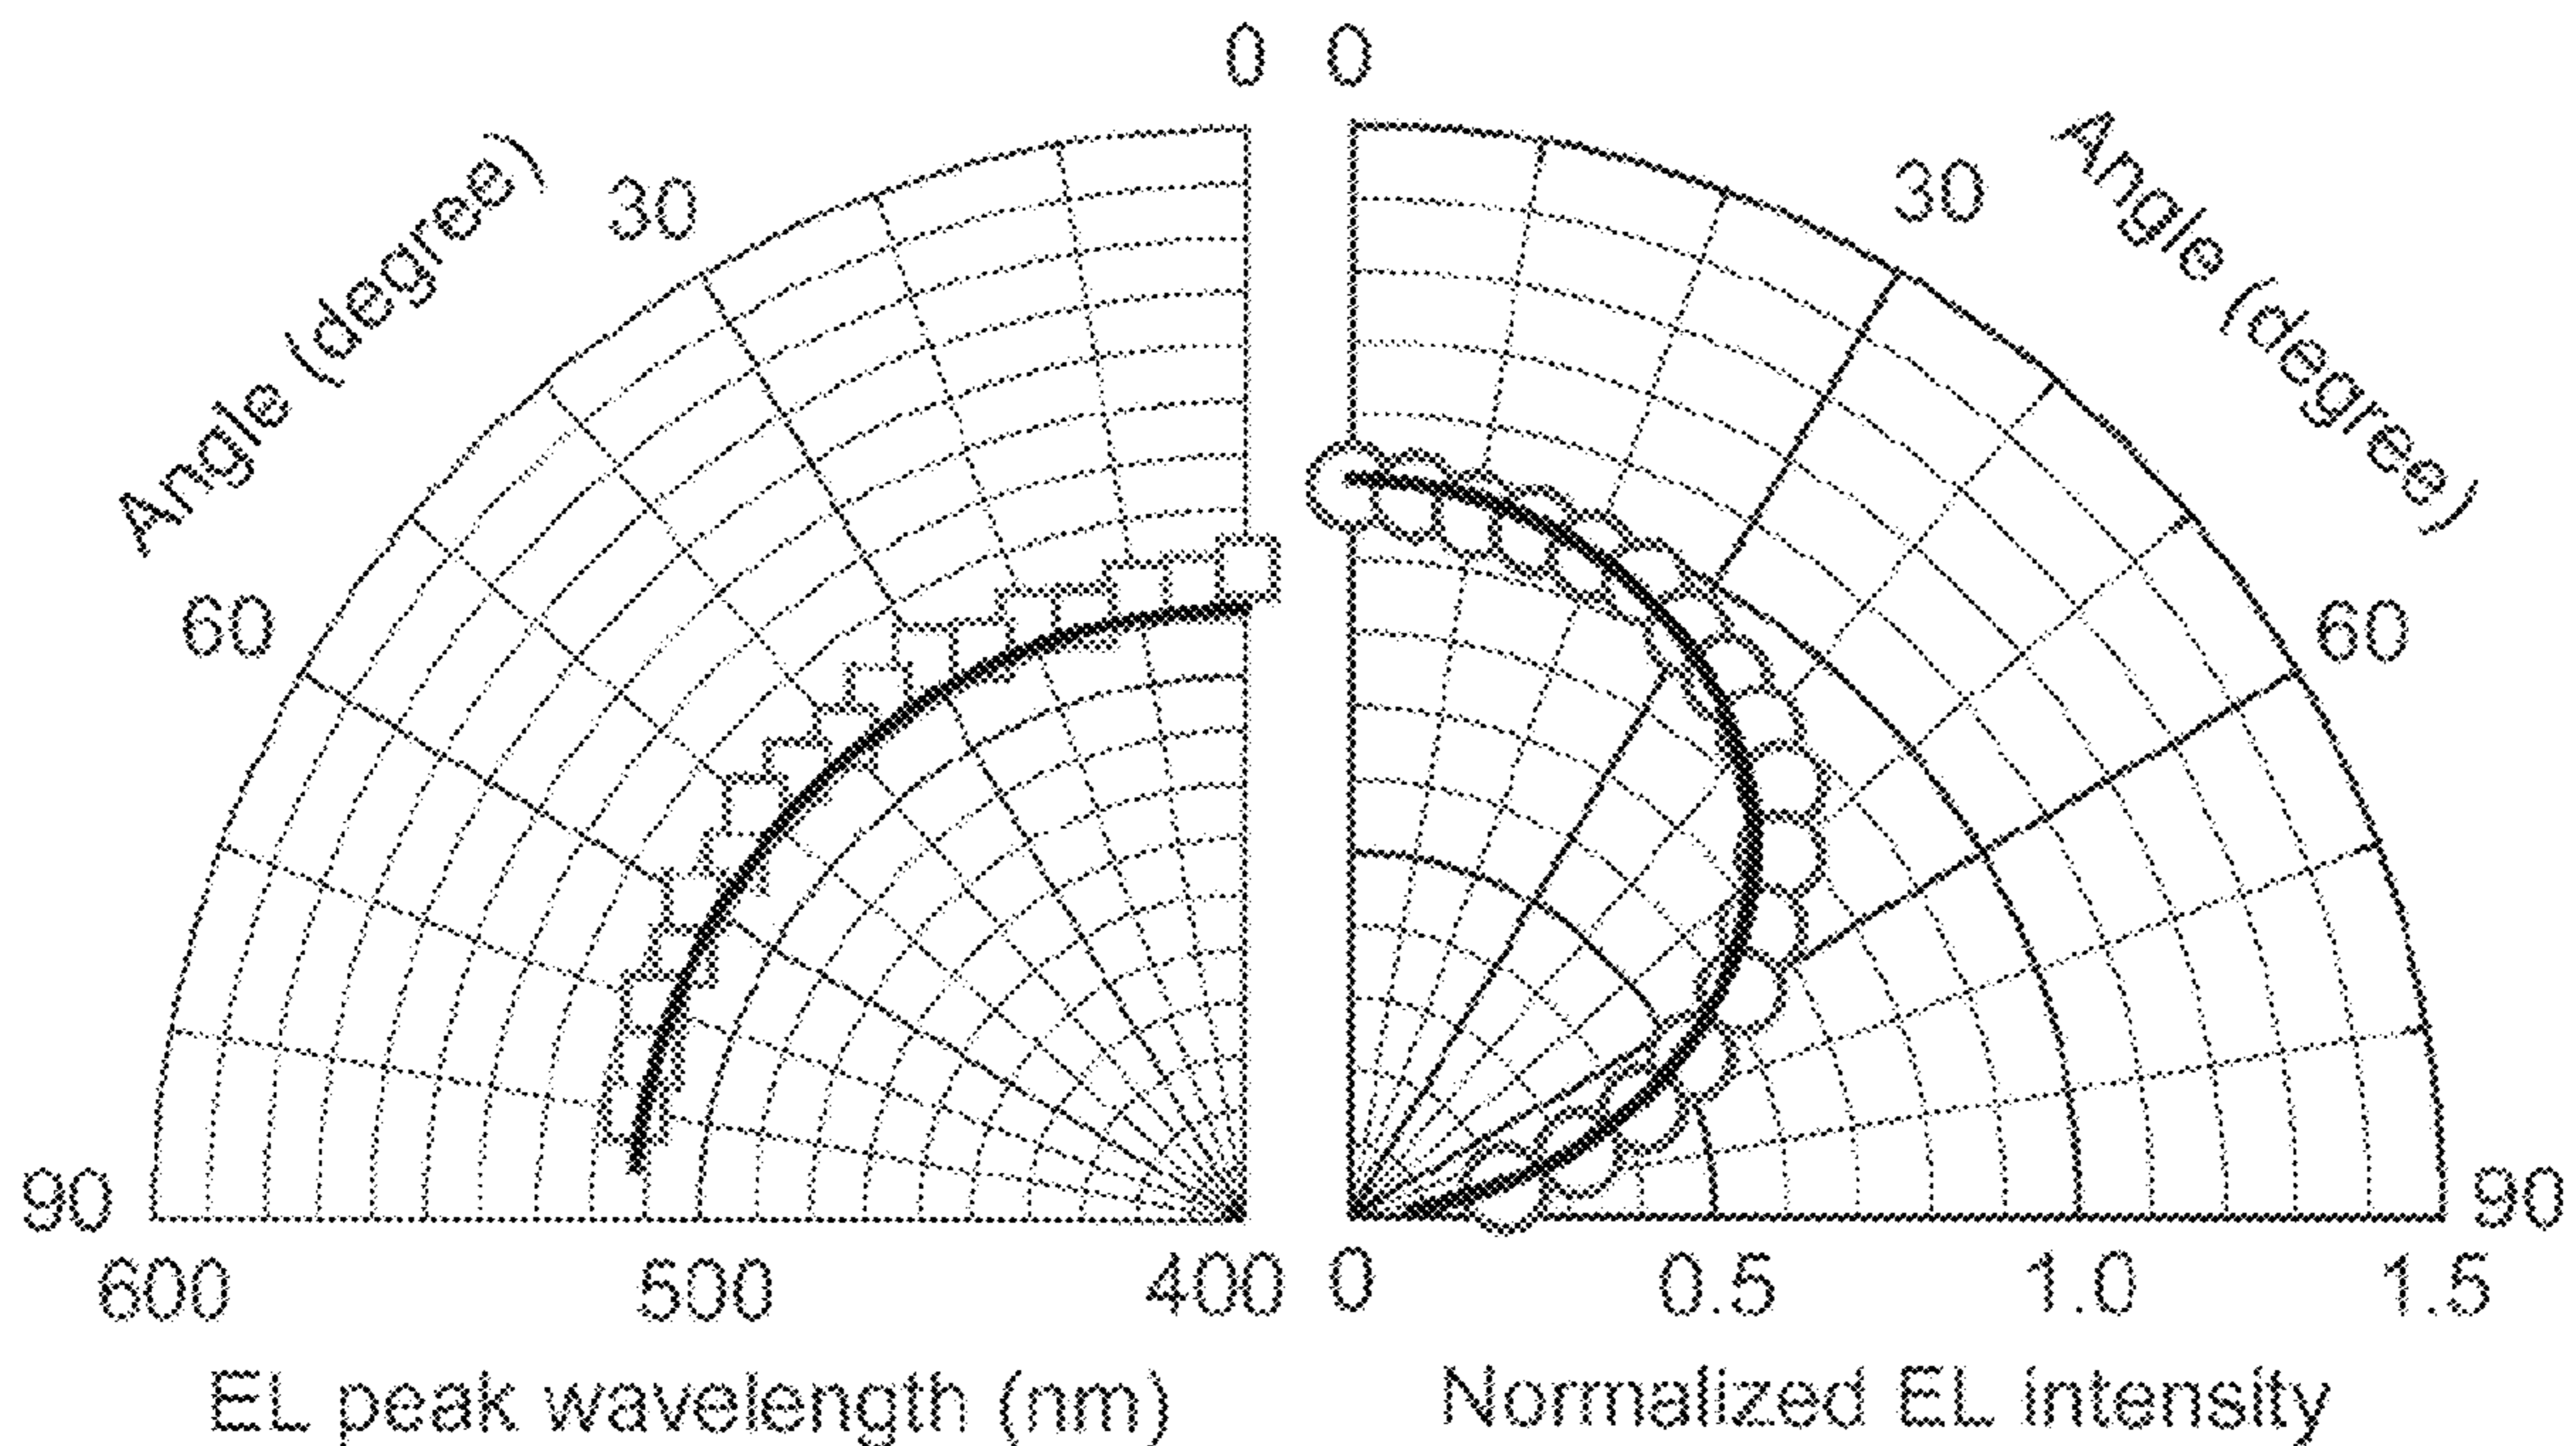 0 0
Angle (degree)
30
30
Angle (degree)
60
60
90
90
600 500 400 0 0.5 1.0 1.5
EL peak wavelength (nm)
Normalized EL intensity